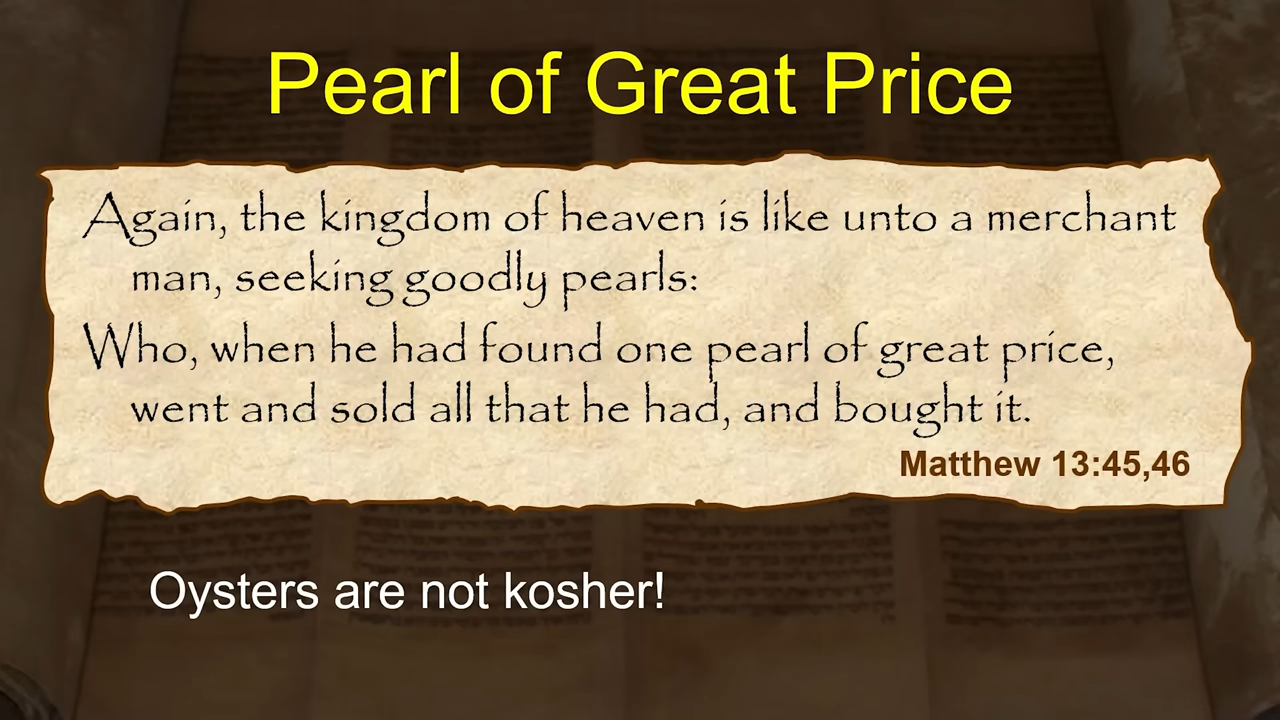 Pearl of Great Price
Again, the kingdom of heaven is like unto a merchant
man, seeking goodly pearls:
Who, when he had found one pearl of great price,
went and sold all that he had, and bought it.
Matthew 13:45,46
Oysters are not kosher!